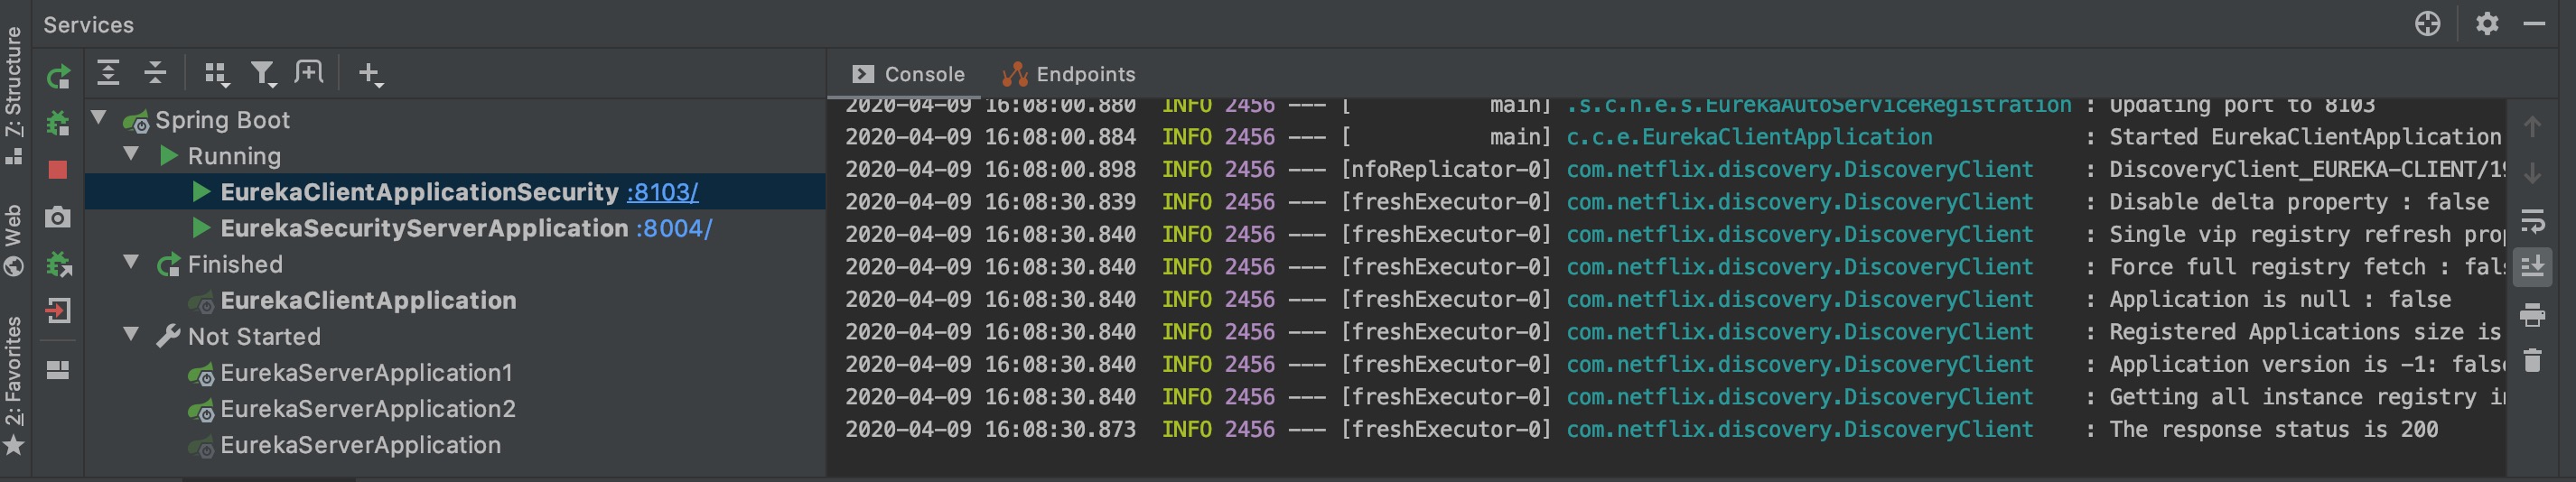 Services
7: Structure
Web
2: Favorites
Spring Boot
Running
EurekaClientApplicationSecurity :8103/
EurekaSecurityServerApplication :8004/
Finished
EurekaClientApplication
Not Started
EurekaServerApplication1
EurekaServerApplication2
EurekaServerApplication
Console Endpoints
2020-04-09 16:08:00.880 INFO 2456 --- [ main] .s.c.n.e.s.EurekaAutoServiceRegistration : Updating port to 8103
2020-04-09 16:08:00.884 INFO 2456 --- [ main] c.c.e.EurekaClientApplication : Started EurekaClientApplication
2020-04-09 16:08:00.898 INFO 2456 --- [nfoReplicator-0] com.netflix.discovery.DiscoveryClient : DiscoveryClient_EUREKA-CLIENT/19
2020-04-09 16:08:30.839 INFO 2456 --- [freshExecutor-0] com.netflix.discovery.DiscoveryClient : Disable delta property : false
2020-04-09 16:08:30.840 INFO 2456 --- [freshExecutor-0] com.netflix.discovery.DiscoveryClient : Single vip registry refresh prop
2020-04-09 16:08:30.840 INFO 2456 --- [freshExecutor-0] com.netflix.discovery.DiscoveryClient : Force full registry fetch : fals
2020-04-09 16:08:30.840 INFO 2456 --- [freshExecutor-0] com.netflix.discovery.DiscoveryClient : Application is null : false
2020-04-09 16:08:30.840 INFO 2456 --- [freshExecutor-0] com.netflix.discovery.DiscoveryClient : Registered Applications size is
2020-04-09 16:08:30.840 INFO 2456 --- [freshExecutor-0] com.netflix.discovery.DiscoveryClient : Application version is -1: false
2020-04-09 16:08:30.840 INFO 2456 --- [freshExecutor-0] com.netflix.discovery.DiscoveryClient : Getting all instance registry in
2020-04-09 16:08:30.873 INFO 2456 --- [freshExecutor-0] com.netflix.discovery.DiscoveryClient : The response status is 200